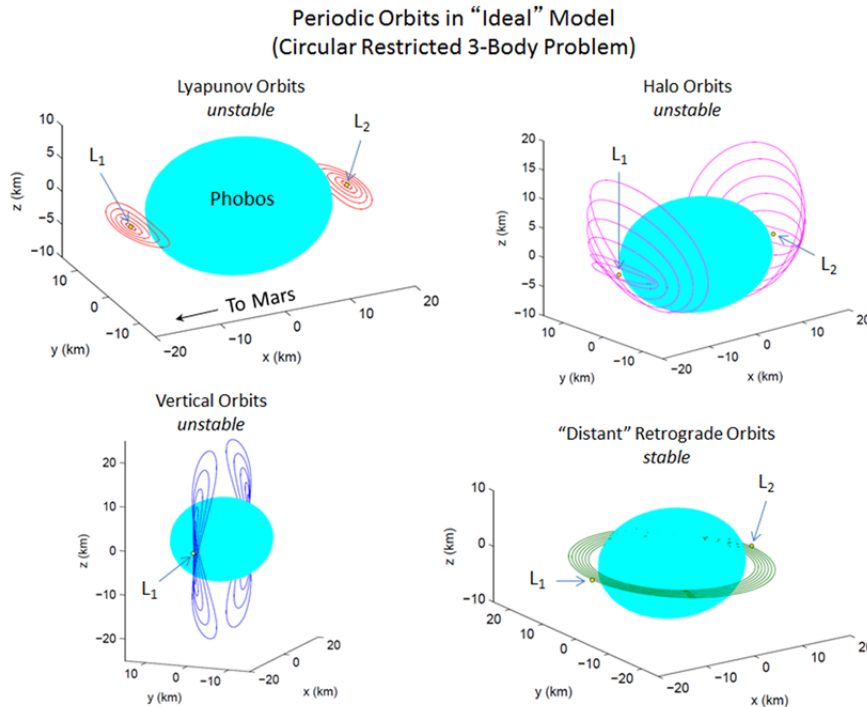 Periodic Orbits in “Ideal” Model
(Circular Restricted 3-Body Problem)
Lyapunov Orbits
unstable
L1
L2
Phobos
To Mars
z (km)
10
5
0
−5
−10
y (km)
10
0
−10
x (km)
−20
−10
0
10
20
Halo Orbits
unstable
L1
L2
z (km)
20
15
10
5
0
−5
−10
y (km)
10
0
−10
x (km)
−20
−10
0
10
20
Vertical Orbits
unstable
L1
z (km)
20
10
0
−10
−20
y (km)
10
0
−10
x (km)
−20
0
20
“Distant” Retrograde Orbits
stable
L2
L1
z (km)
10
0
−10
y (km)
20
10
0
−10
x (km)
−20
−10
0
10
20